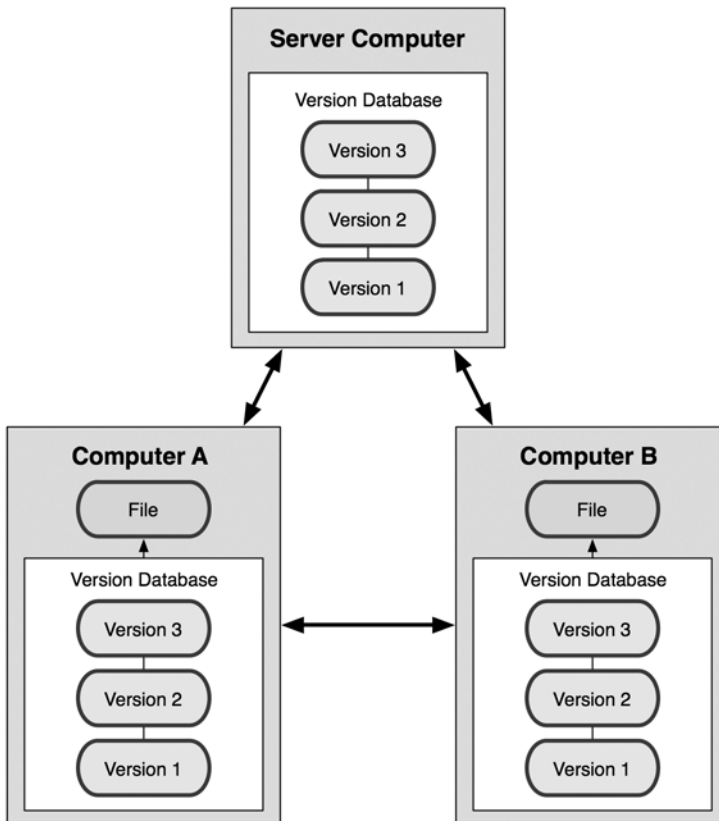 Server Computer
Version Database
Version 3
Version 2
Version 1
Computer A
File
Version Database
Version 3
Version 2
Version 1
Computer B
File
Version Database
Version 3
Version 2
Version 1